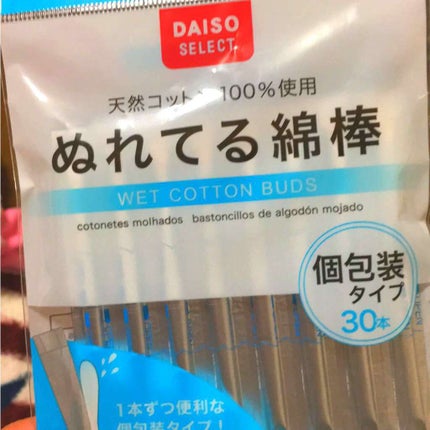 DAISO
SELECT
天然コットン 100%使用
ぬれてる綿棒
WET COTTON BUDS
cotonetes molhados bastoncillos de algodón mojado
個包装
タイプ
30本
1本ずつ便利な
個包装タイプ!